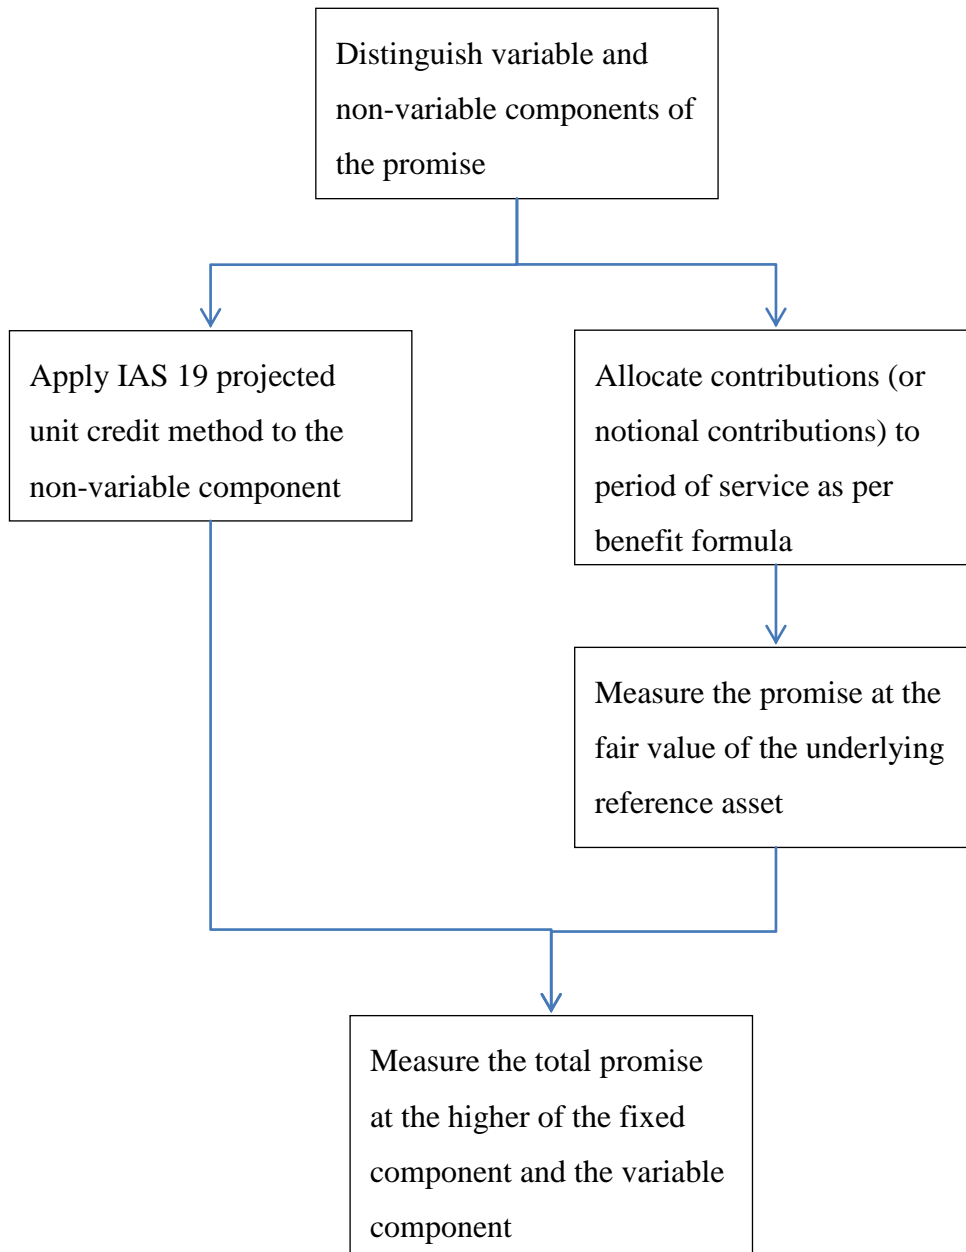 Distinguish variable and
non-variable components of
the promise
Apply IAS 19 projected
unit credit method to the
non-variable component
Allocate contributions (or
notional contributions) to
period of service as per
benefit formula
Measure the promise at the
fair value of the underlying
reference asset
Measure the total promise
at the higher of the fixed
component and the variable
component